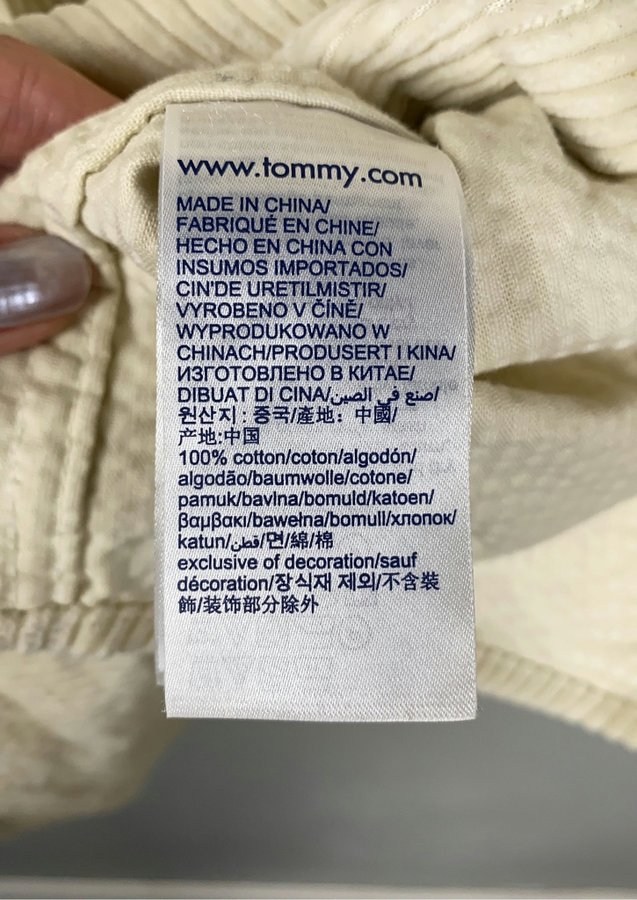 www.tommy.com
MADE IN CHINA/
FABRIQUÉ EN CHINE/
HECHO EN CHINA CON
INSUMOS IMPORTADOS/
CIN'DE URETILMISTIR/
VYROBENO V ČÍNĚ/
WYPRODUKOWANO W
CHINACH/PRODUSERT I KINA/
ИЗГОТОВЛЕНО В КИТАЕ/
DIBUAT DI CINA/صنع في الصين/
원산지 : 중국/產地：中國/
产地:中国
100% cotton/coton/algodón/
algodão/baumwolle/cotone/
pamuk/bavlna/bomuld/katoen/
βαμβακι/bawełna/bomull/хлопок/
katun/قطن/면/綿/棉
exclusive of decoration/sauf
décoration/장식재 제외/不含裝
飾/装饰部分除外